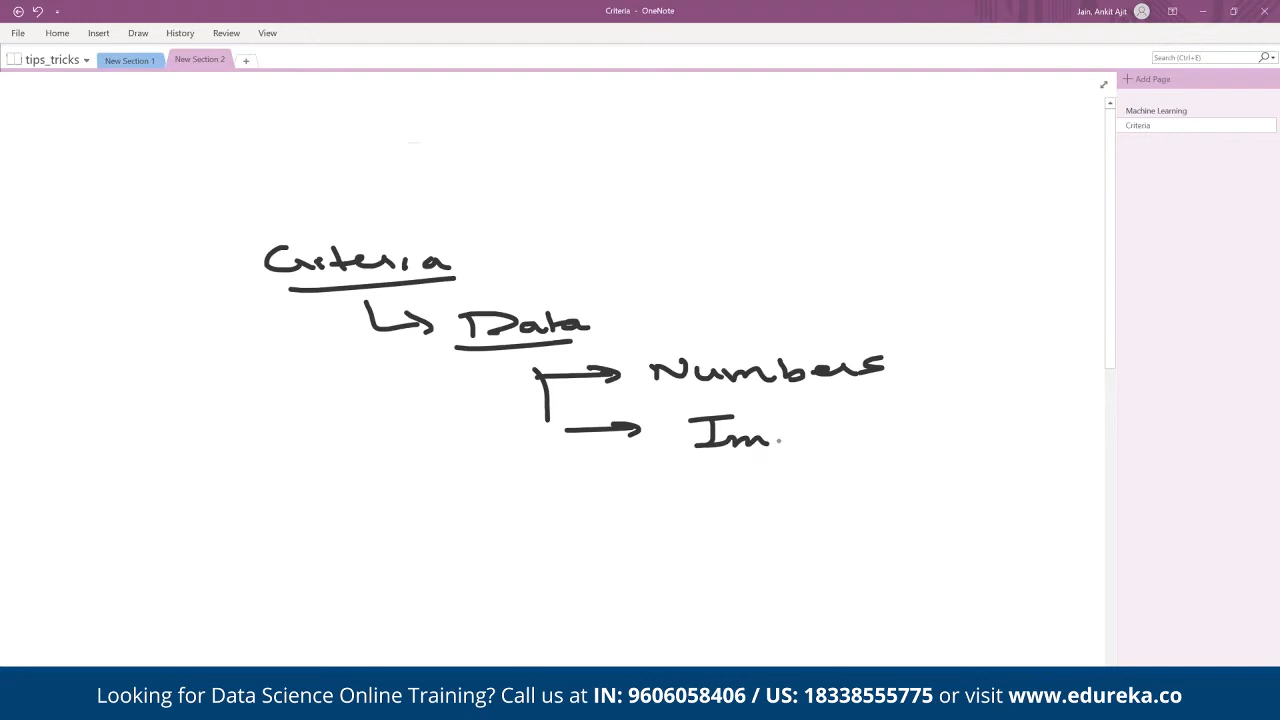 Criteria - OneNote
Jain, Ankit Ajit
File Home Insert Draw History Review View
tips_tricks New Section 1 New Section 2 +
Search (Ctrl+E)
+ Add Page
Machine Learning
Criteria
Criteria
Data
Numbers
Im
Looking for Data Science Online Training? Call us at IN: 9606058406 / US: 18338555775 or visit www.edureka.co